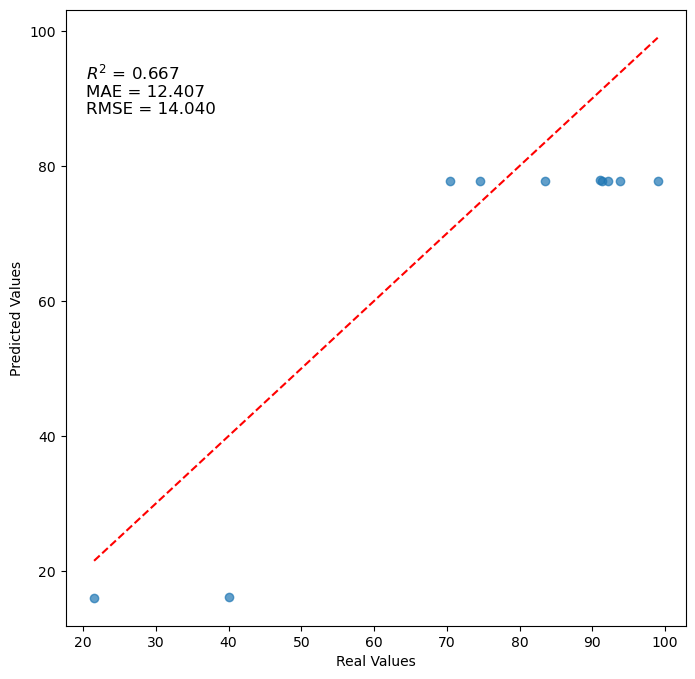 100
80
60
40
20
Predicted Values
R² = 0.667
MAE = 12.407
RMSE = 14.040
20 30 40 50 60 70 80 90 100
Real Values